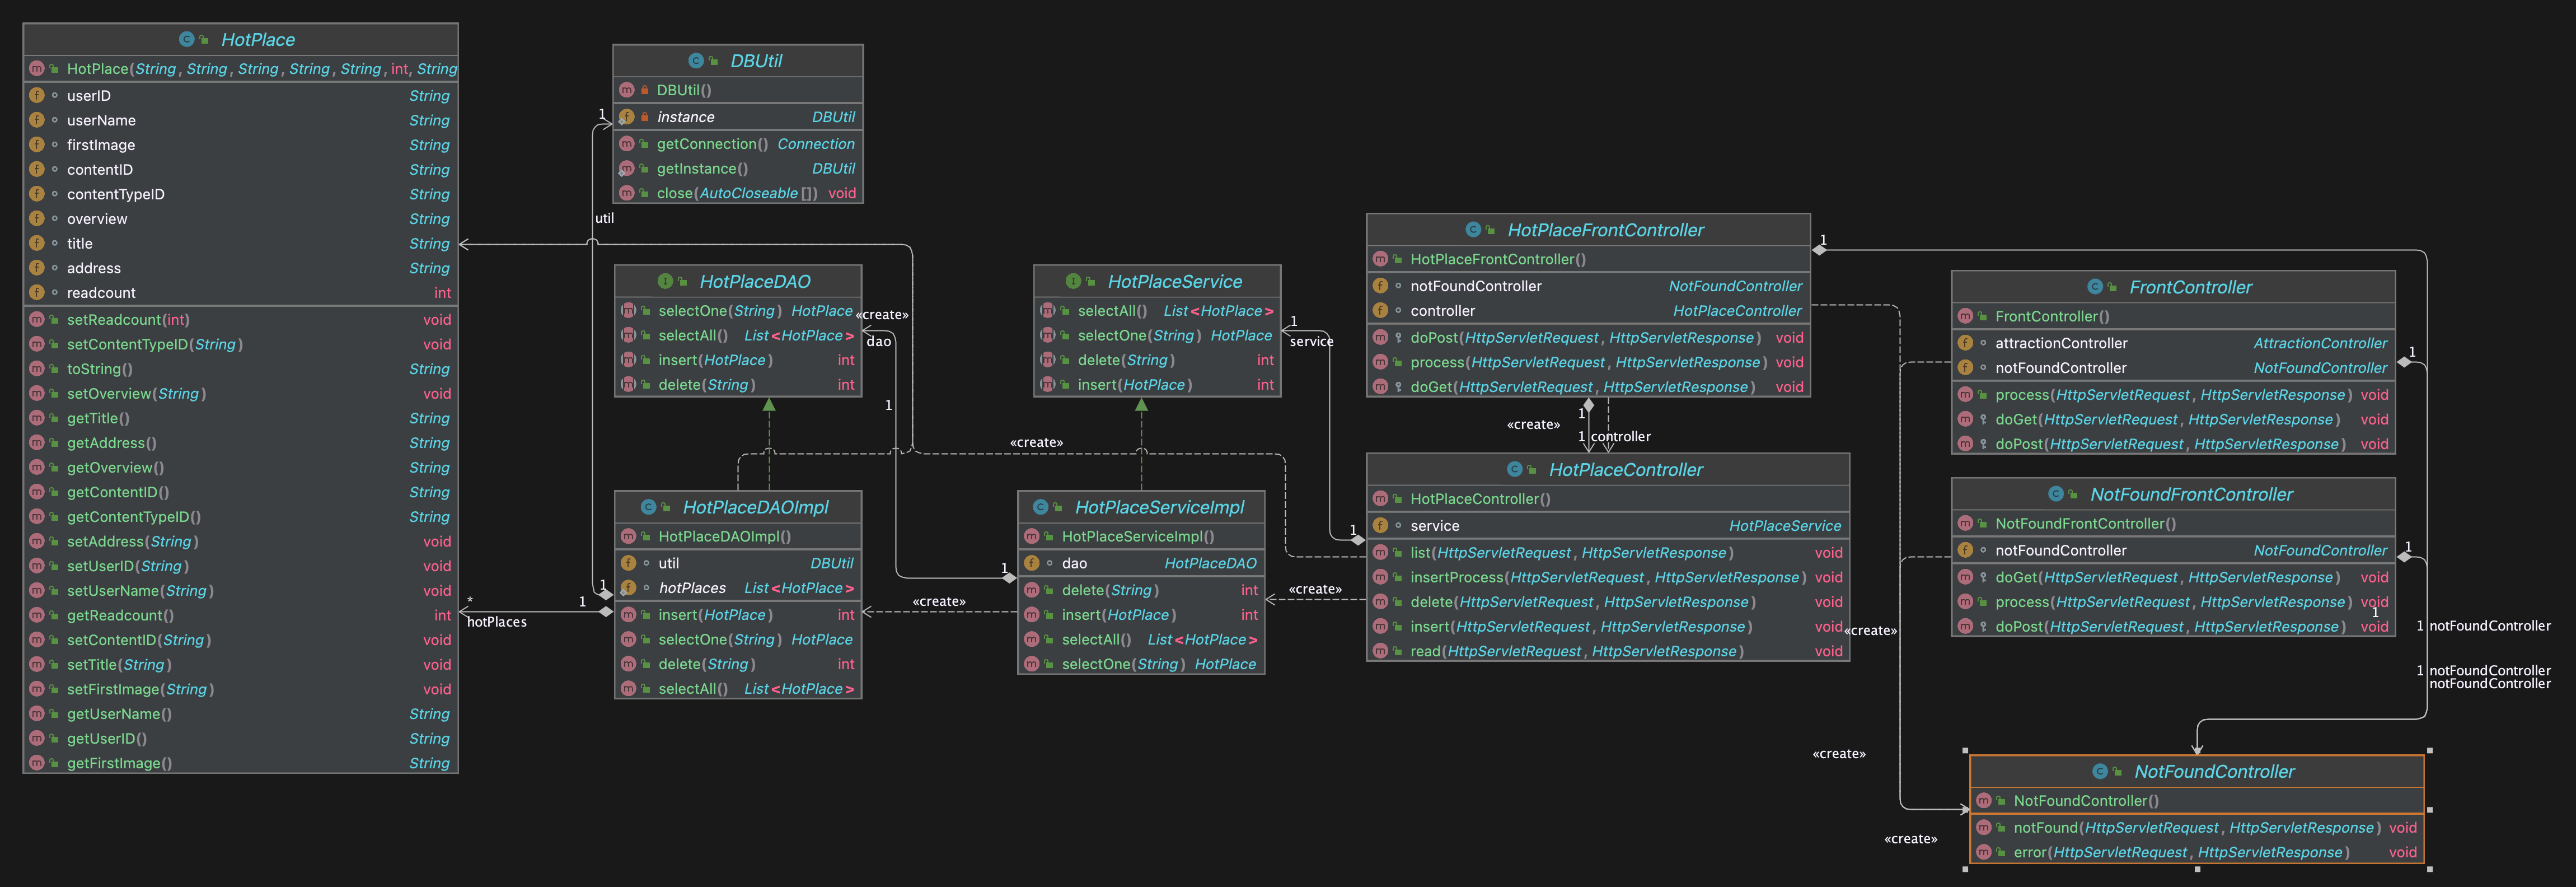 HotPlace
HotPlace(String, String, String, String, String, int, String
userID String
userName String
firstImage String
contentID String
contentTypeID String
overview String
title String
address String
readcount int
setReadcount(int) void
setContentTypeID(String) void
toString() String
setOverview(String) void
getTitle() String
getAddress() String
getOverview() String
getContentID() String
getContentTypeID() String
setAddress(String) void
setUserID(String) void
setUserName(String) void
getReadcount() int
setContentID(String) void
setTitle(String) void
setFirstImage(String) void
getUserName() String
getUserID() String
getFirstImage() String
DBUtil
DBUtil()
instance DBUtil
getConnection() Connection
getInstance() DBUtil
close(AutoCloseable[]) void
1
util
HotPlaceDAO
selectOne(String) HotPlace
selectAll() List<HotPlace>
insert(HotPlace) int
delete(String) int
«create»
dao
1
HotPlaceDAOImpl
HotPlaceDAOImpl()
util DBUtil
hotPlaces List<HotPlace>
insert(HotPlace) int
selectOne(String) HotPlace
delete(String) int
selectAll() List<HotPlace>
1
1
*
hotPlaces
HotPlaceService
selectAll() List<HotPlace>
selectOne(String) HotPlace
delete(String) int
insert(HotPlace) int
1
service
«create»
HotPlaceServiceImpl
HotPlaceServiceImpl()
dao HotPlaceDAO
delete(String) int
insert(HotPlace) int
selectAll() List<HotPlace>
selectOne(String) HotPlace
1
«create»
HotPlaceFrontController
HotPlaceFrontController()
notFoundController NotFoundController
controller HotPlaceController
doPost(HttpServletRequest, HttpServletResponse) void
process(HttpServletRequest, HttpServletResponse) void
doGet(HttpServletRequest, HttpServletResponse) void
1
1
«create»
1 controller
HotPlaceController
HotPlaceController()
service HotPlaceService
list(HttpServletRequest, HttpServletResponse) void
insertProcess(HttpServletRequest, HttpServletResponse) void
delete(HttpServletRequest, HttpServletResponse) void
insert(HttpServletRequest, HttpServletResponse) void
read(HttpServletRequest, HttpServletResponse) void
1
«create»
«create»
FrontController
FrontController()
attractionController AttractionController
notFoundController NotFoundController
process(HttpServletRequest, HttpServletResponse) void
doGet(HttpServletRequest, HttpServletResponse) void
doPost(HttpServletRequest, HttpServletResponse) void
1
NotFoundFrontController
NotFoundFrontController()
notFoundController NotFoundController
doGet(HttpServletRequest, HttpServletResponse) void
process(HttpServletRequest, HttpServletResponse) void
doPost(HttpServletRequest, HttpServletResponse) void
1
1
1 notFoundController
1 notFoundController
notFoundController
«create»
«create»
NotFoundController
NotFoundController()
notFound(HttpServletRequest, HttpServletResponse) void
error(HttpServletRequest, HttpServletResponse) void